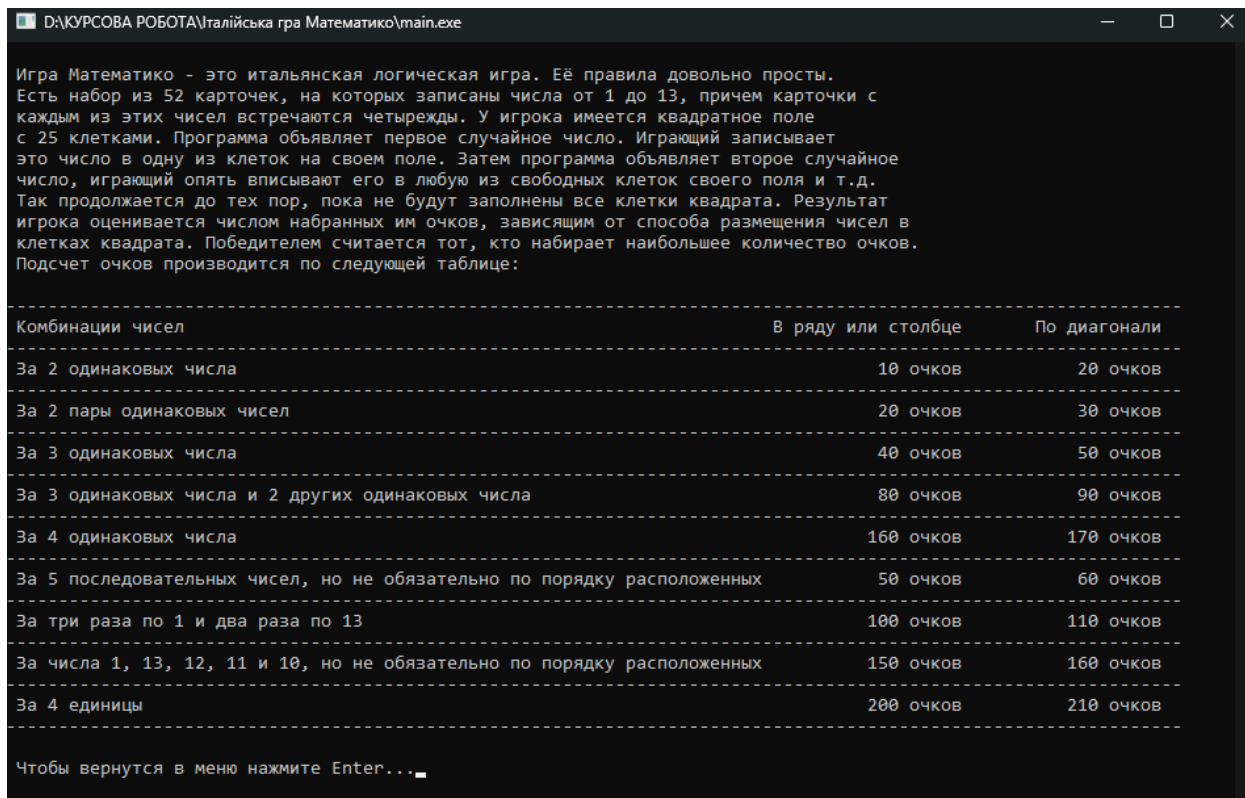 D:\КУРСОВА РОБОТА\Італійська гра Математико\main.exe
Игра Математико - это итальянская логическая игра. Её правила довольно просты.
Есть набор из 52 карточек, на которых записаны числа от 1 до 13, причем карточки с
каждым из этих чисел встречаются четырежды. У игрока имеется квадратное поле
с 25 клетками. Программа объявляет первое случайное число. Играющий записывает
это число в одну из клеток на своем поле. Затем программа объявляет второе случайное
число, играющий опять вписывают его в любую из свободных клеток своего поля и т.д.
Так продолжается до тех пор, пока не будут заполнены все клетки квадрата. Результат
игрока оценивается числом набранных им очков, зависящим от способа размещения чисел в
клетках квадрата. Победителем считается тот, кто набирает наибольшее количество очков.
Подсчет очков производится по следующей таблице:
Комбинации чисел В ряду или столбце По диагонали
За 2 одинаковых числа 10 очков 20 очков
За 2 пары одинаковых чисел 20 очков 30 очков
За 3 одинаковых числа 40 очков 50 очков
За 3 одинаковых числа и 2 других одинаковых числа 80 очков 90 очков
За 4 одинаковых числа 160 очков 170 очков
За 5 последовательных чисел, но не обязательно по порядку расположенных 50 очков 60 очков
За три раза по 1 и два раза по 13 100 очков 110 очков
За числа 1, 13, 12, 11 и 10, но не обязательно по порядку расположенных 150 очков 160 очков
За 4 единицы 200 очков 210 очков
Чтобы вернутся в меню нажмите Enter...